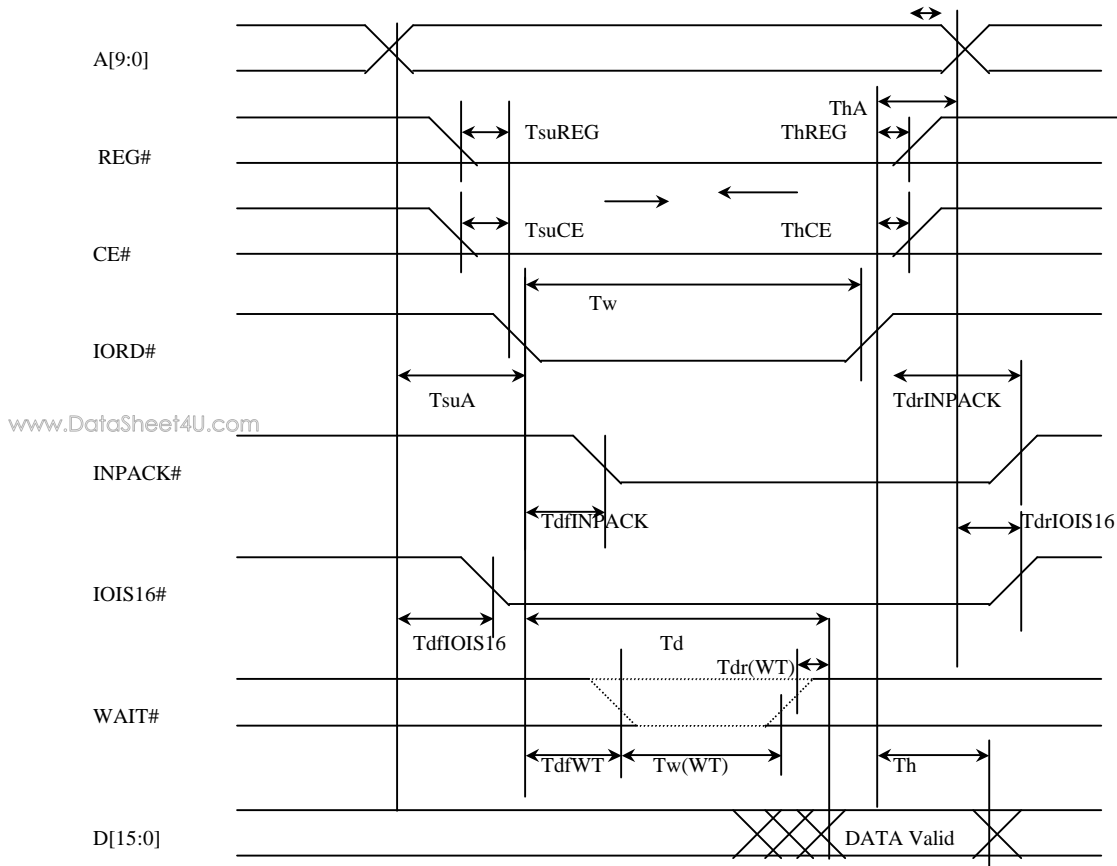 A[9:0]
ThA
TsuREG
ThREG
REG#
TsuCE
ThCE
CE#
Tw
IORD#
TsuA
TdrINPACK
www.DataSheet4U.com
INPACK#
TdfINPACK
TdrIOIS16
IOIS16#
TdfIOIS16
Td
Tdr(WT)
WAIT#
TdfWT
Tw(WT)
Th
D[15:0]
DATA Valid